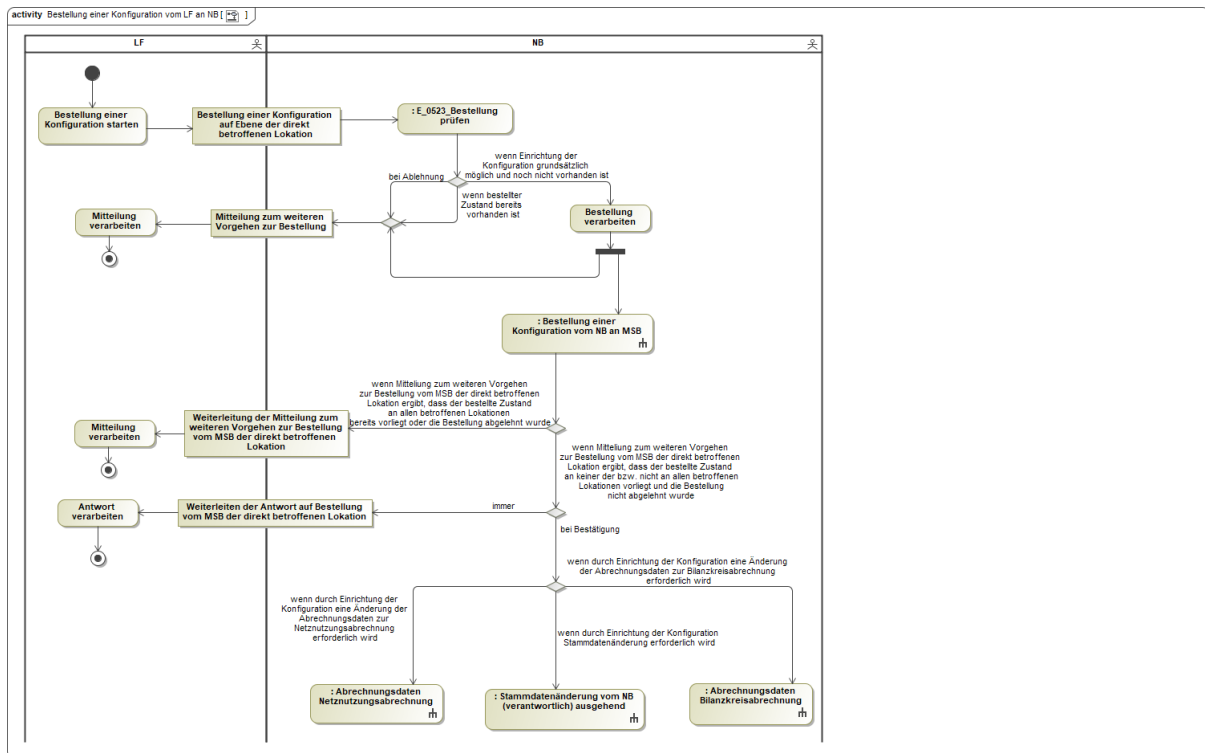 activity Bestellung einer Konfiguration vom LF an NB [ ]
LF
NB
Bestellung einer
Konfiguration starten
Bestellung einer Konfiguration
auf Ebene der direkt
betroffenen Lokation
: E_0523_Bestellung
prüfen
wenn Einrichtung der
Konfiguration grundsätzlich
möglich und noch nicht vorhanden ist
bei Ablehnung
wenn bestellter
Zustand bereits
vorhanden ist
Mitteilung
verarbeiten
Mitteilung zum weiteren
Vorgehen zur Bestellung
Bestellung
verarbeiten
: Bestellung einer
Konfiguration vom NB an MSB
wenn Mitteliung zum weiteren Vorgehen
zur Bestellung vom MSB der direkt betroffenen
Lokation ergibt, dass der bestellte Zustand
an allen betroffenen Lokationen
bereits vorliegt oder die Bestellung abgelehnt wurde
Mitteilung
verarbeiten
Weiterleitung der Mitteilung zum
weiteren Vorgehen zur Bestellung
vom MSB der direkt betroffenen
Lokation
wenn Mitteliung zum weiteren Vorgehen
zur Bestellung vom MSB der direkt betroffenen
Lokation ergibt, dass der bestellte Zustand
an keiner der bzw. nicht an allen betroffenen
Lokationen vorliegt und die Bestellung
nicht abgelehnt wurde
Antwort
verarbeiten
Weiterleiten der Antwort auf Bestellung
vom MSB der direkt betroffenen Lokation
immer
bei Bestätigung
wenn durch Einrichtung der Konfiguration eine Änderung
der Abrechnungsdaten zur Bilanzkreisabrechnung
erforderlich wird
wenn durch Einrichtung der
Konfiguration eine Änderung der
Abrechnungsdaten zur
Netznutzungsabrechnung
erforderlich wird
wenn durch Einrichtung der Konfiguration
Stammdatenänderung erforderlich wird
: Abrechnungsdaten
Netznutzungsabrechnung
: Stammdatenänderung vom NB
(verantwortlich) ausgehend
: Abrechnungsdaten
Bilanzkreisabrechnung